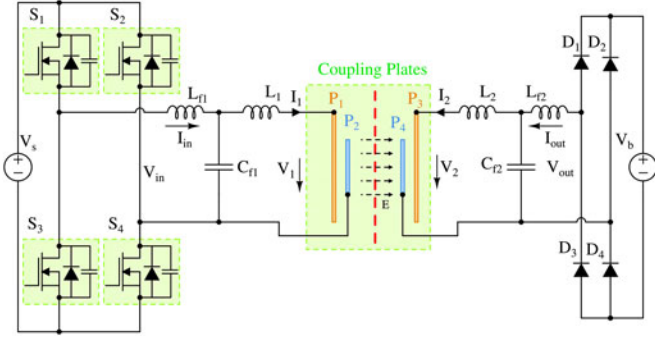 S1
S2
D1
D2
Coupling Plates
Lf1
L1
I1
P1
P3
I2
L2
Lf2
P2
P4
Iin
Iout
Vs
Cf1
V1
V2
Cf2
Vout
Vb
Vin
E
S3
S4
D3
D4